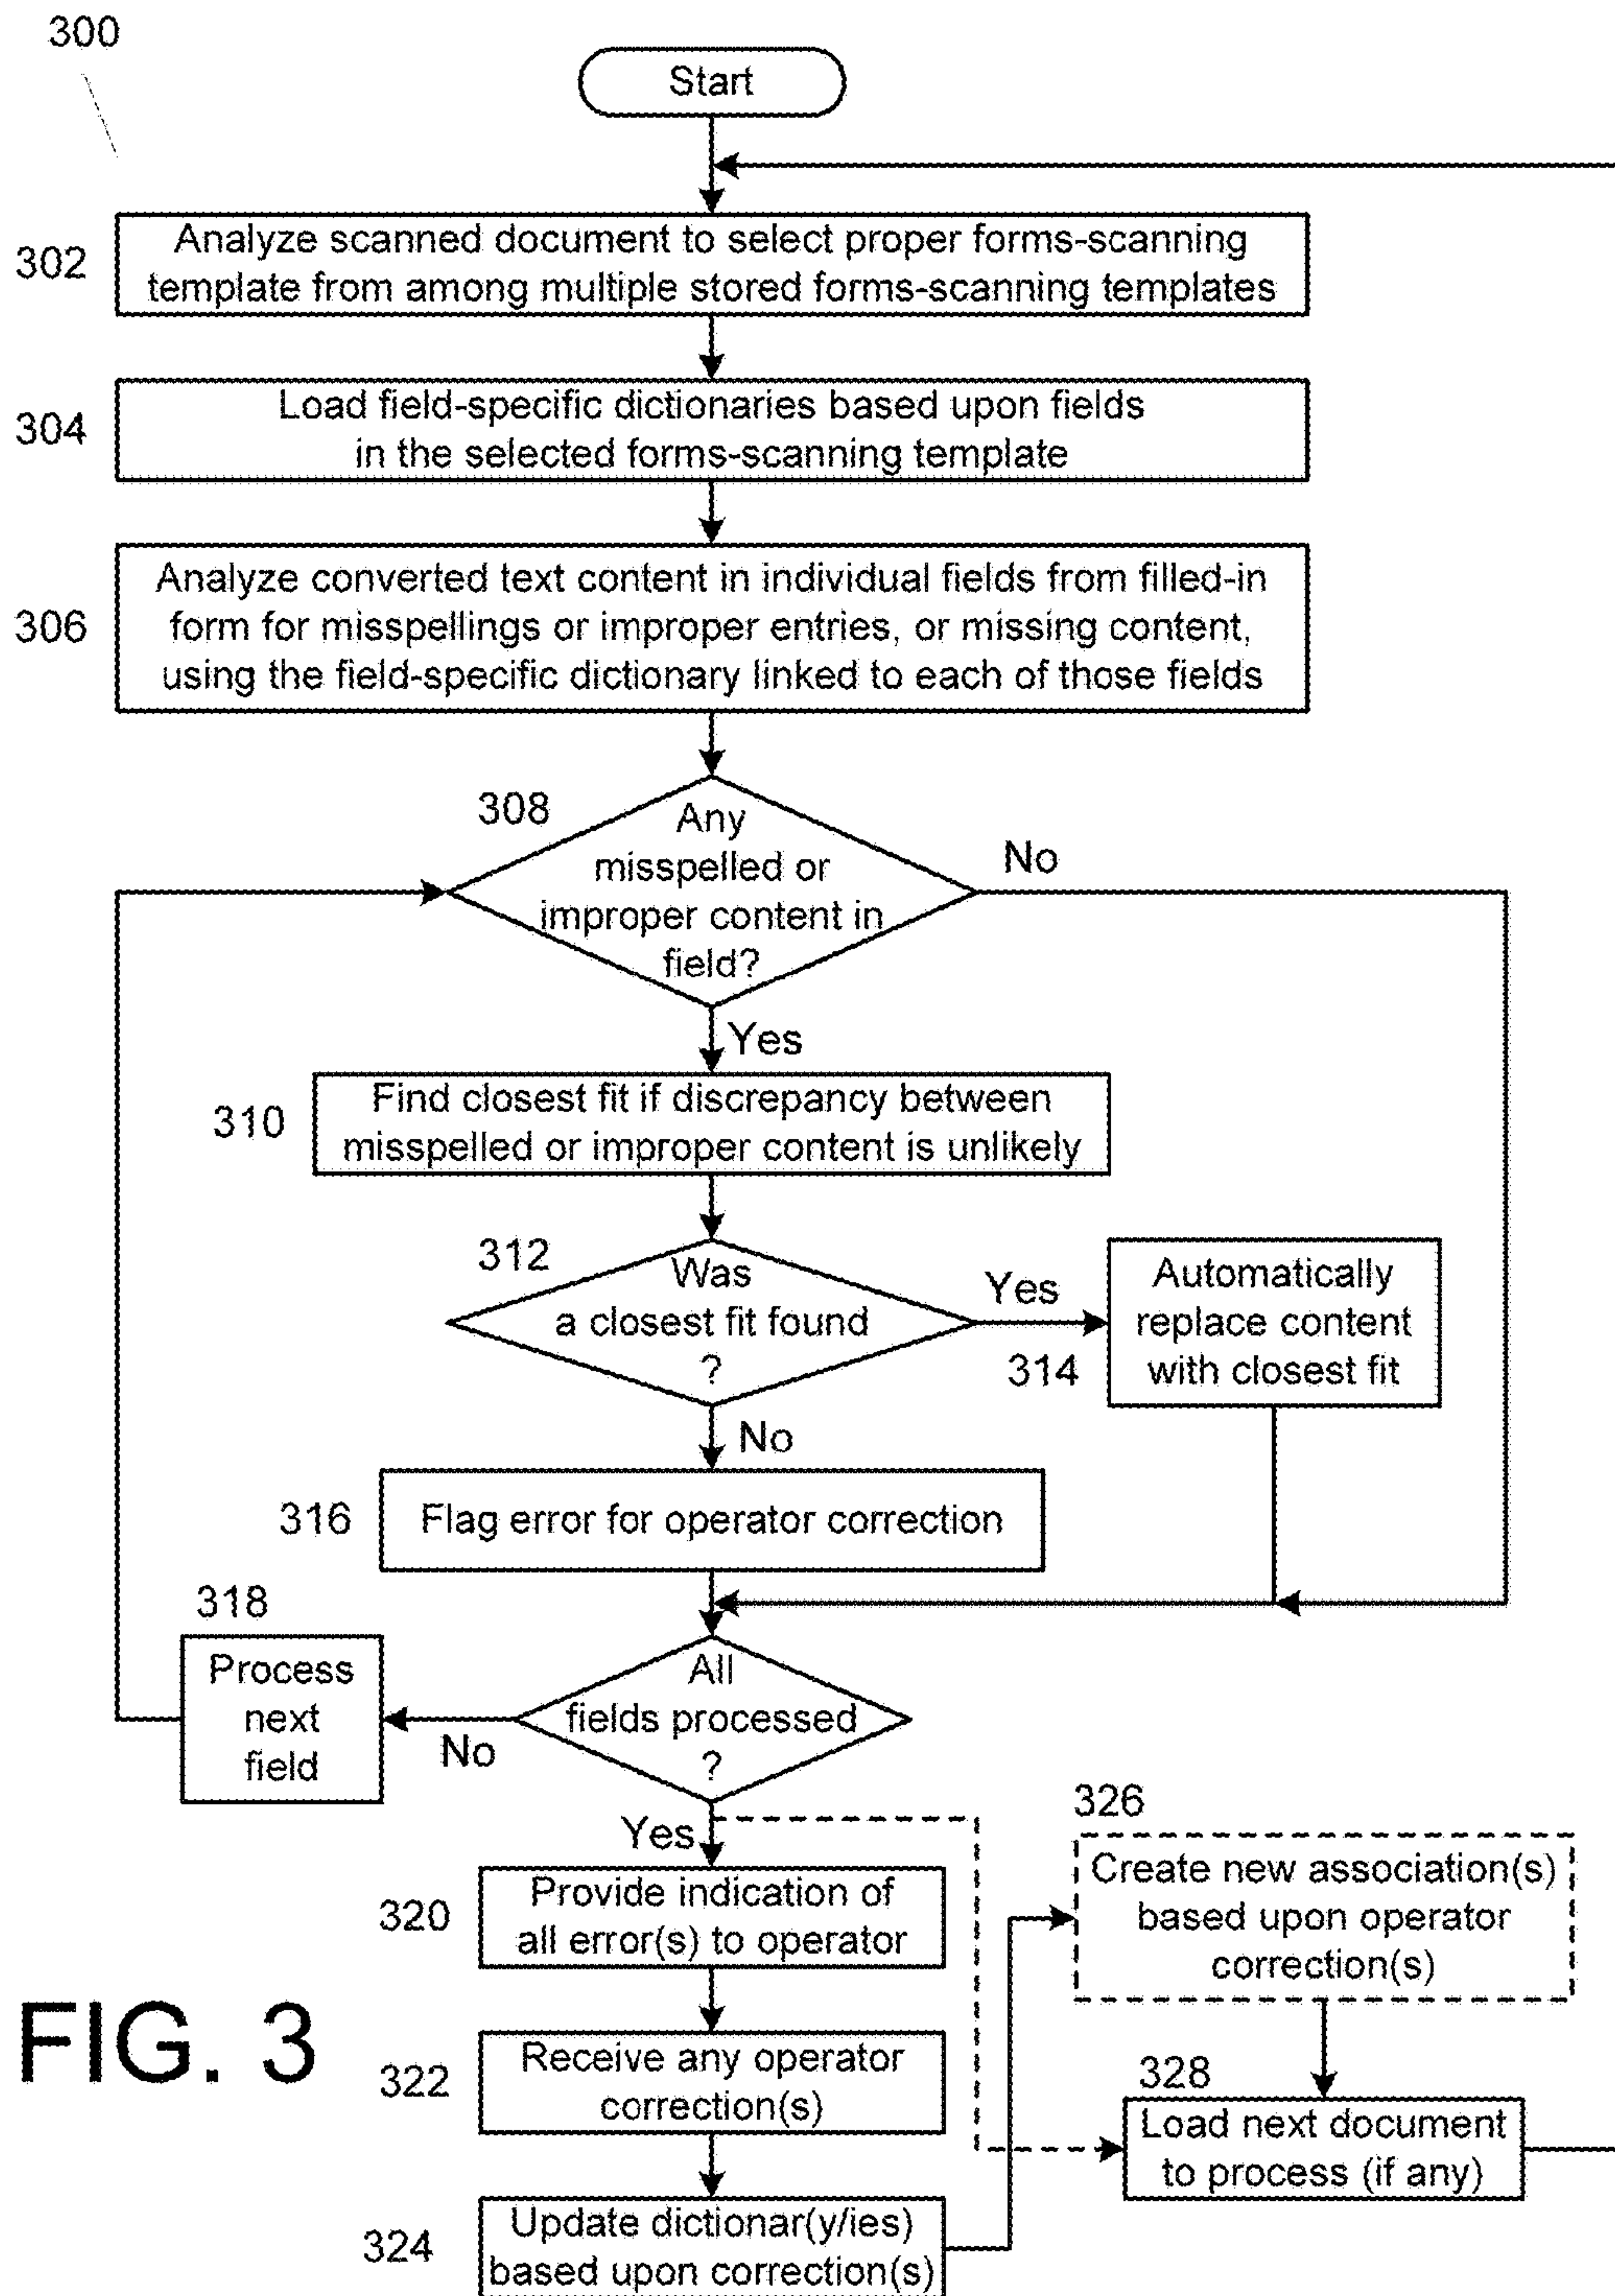 300
Start
302
Analyze scanned document to select proper forms-scanning
template from among multiple stored forms-scanning templates
304
Load field-specific dictionaries based upon fields
in the selected forms-scanning template
306
Analyze converted text content in individual fields from filled-in
form for misspellings or improper entries, or missing content,
using the field-specific dictionary linked to each of those fields
308
Any
misspelled or
improper content in
field?
No
Yes
310
Find closest fit if discrepancy between
misspelled or improper content is unlikely
312
Was
a closest fit found
?
Yes
314
Automatically
replace content
with closest fit
No
316
Flag error for operator correction
318
Process
next
field
All
fields processed
?
No
Yes
320
Provide indication of
all error(s) to operator
326
Create new association(s)
based upon operator
correction(s)
FIG. 3
322
Receive any operator
correction(s)
328
Load next document
to process (if any)
324
Update dictionar(y/ies)
based upon correction(s)